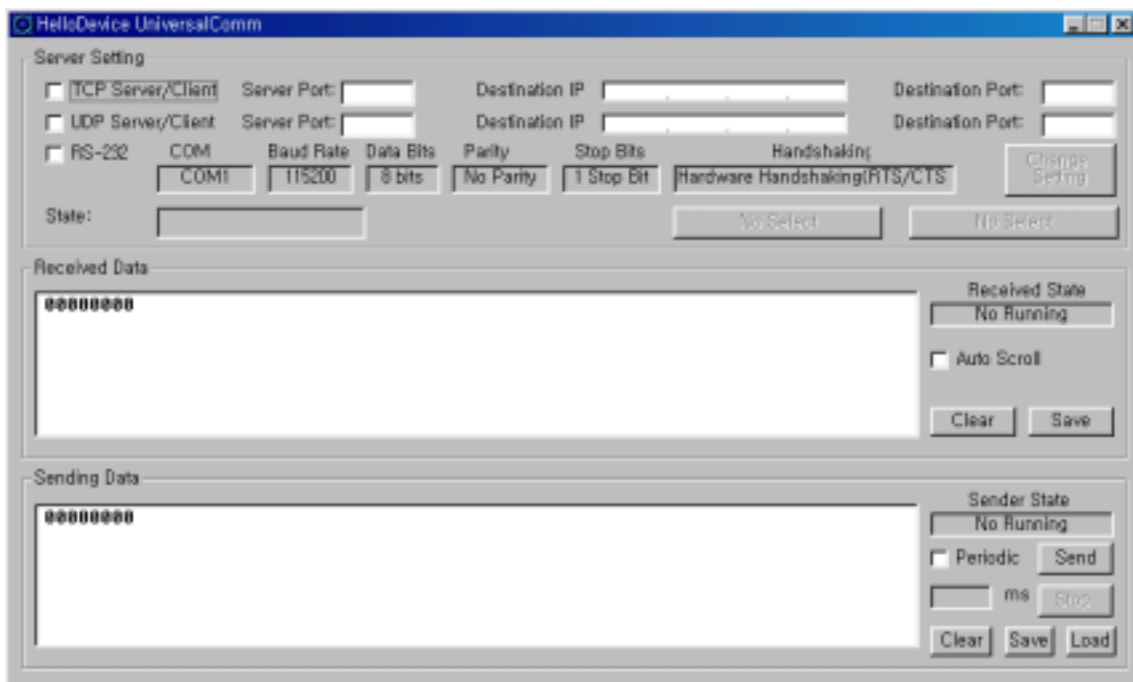 HelloDevice UniversalComm
Server Setting
TCP Server/Client Server Port: Destination IP Destination Port:
UDP Server/Client Server Port: Destination IP Destination Port:
RS-232 COM Baud Rate Data Bits Parity Stop Bits Handshaking Change
COM1 115200 8 bits No Parity 1 Stop Bit Hardware Handshaking(RTS/CTS Setting
State: No Select No Select
Received Data
00000000
Received State
No Running
Auto Scroll
Clear Save
Sending Data
00000000
Sender State
No Running
Periodic Send
ms Stop
Clear Save Load